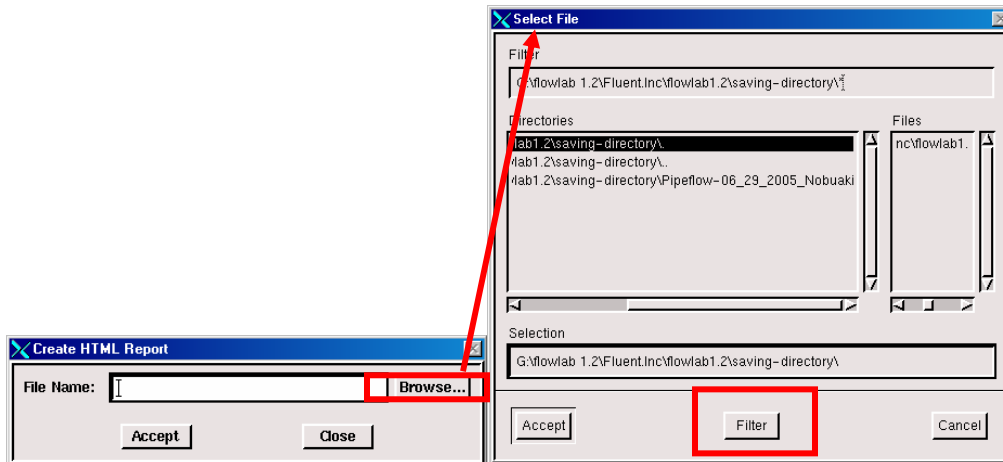 Select File
Filter
G:\flowlab 1.2\Fluent.Inc\flowlab1.2\saving-directory\*
Directories
Files
lab1.2\saving-directory\.
lab1.2\saving-directory\..
lab1.2\saving-directory\Pipeflow-06_29_2005_Nobuaki
nc\flowlab1.
Selection
G:\flowlab 1.2\Fluent.Inc\flowlab1.2\saving-directory\
Accept
Filter
Cancel
Create HTML Report
File Name:
Browse...
Accept
Close